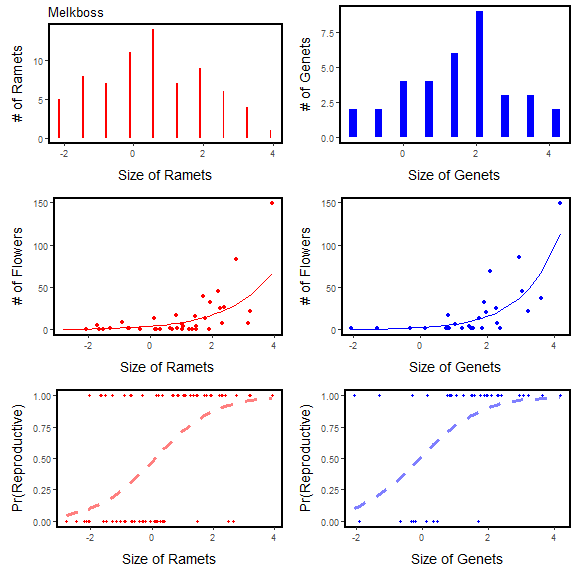 Melkboss
# of Ramets
10
5
0
-2 0 2 4
Size of Ramets
# of Genets
7.5
5.0
2.5
0.0
0 2 4
Size of Genets
# of Flowers
150
100
50
0
-2 0 2 4
Size of Ramets
# of Flowers
150
100
50
0
-2 0 2 4
Size of Genets
Pr(Reproductive)
1.00
0.75
0.50
0.25
0.00
-2 0 2 4
Size of Ramets
Pr(Reproductive)
1.00
0.75
0.50
0.25
0.00
-2 0 2 4
Size of Genets